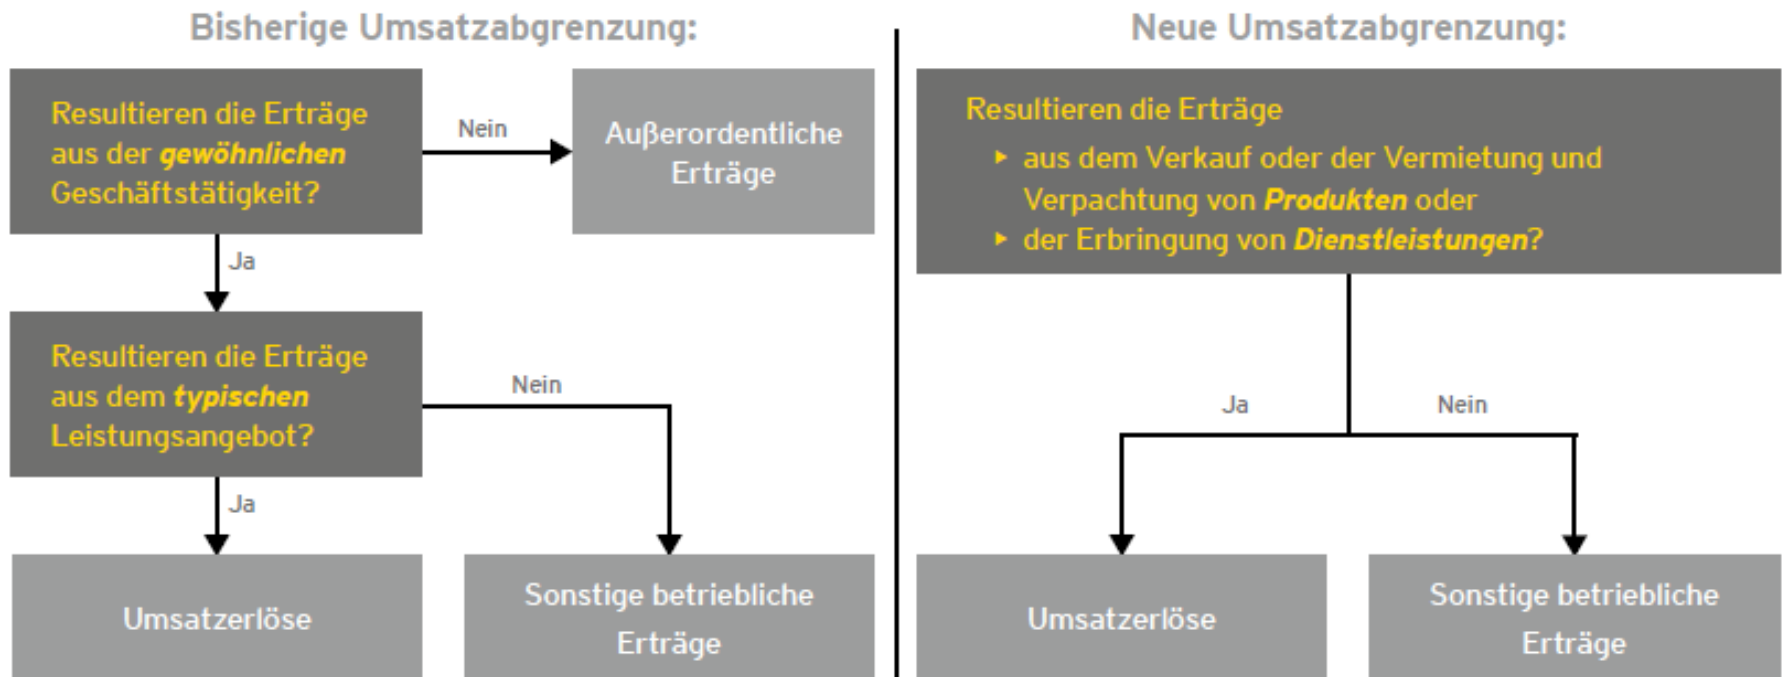 Bisherige Umsatzabgrenzung:
Resultieren die Erträge
aus der gewöhnlichen
Geschäftstätigkeit?
Nein
Außerordentliche
Erträge
Ja
Resultieren die Erträge
aus dem typischen
Leistungsangebot?
Nein
Ja
Umsatzerlöse
Sonstige betriebliche
Erträge
Neue Umsatzabgrenzung:
Resultieren die Erträge
▸ aus dem Verkauf oder der Vermietung und
Verpachtung von Produkten oder
▸ der Erbringung von Dienstleistungen?
Ja
Nein
Umsatzerlöse
Sonstige betriebliche
Erträge